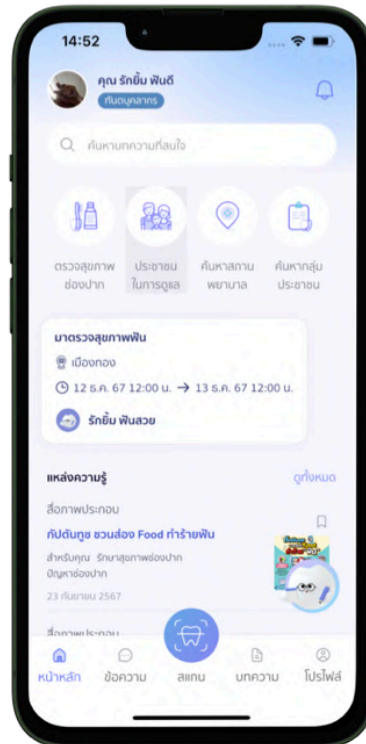 14:52
คุณ รักยิ้ม ฟันดี
ทันตบุคลากร
ค้นหาบทความที่สนใจ
ตรวจสุขภาพ
ช่องปาก
ประชาชน
ในการดูแล
ค้นหาสถาน
พยาบาล
ค้นหากลุ่ม
ประชาชน
มาตรวจสุขภาพฟัน
เมืองทอง
12 ธ.ค. 67 12:00 น. → 13 ธ.ค. 67 12:00 น.
รักยิ้ม ฟันสวย
แหล่งความรู้
ดูทั้งหมด
สื่อภาพประกอบ
กัปตันทูธ ชวนส่อง Food ทำร้ายฟัน
สำหรับคุณ รักษาสุขภาพช่องปาก
ปัญหาช่องปาก
23 กันยายน 2567
สื่อภาพประกอบ
หน้าหลัก
ข้อความ
สแกน
บทความ
โปรไฟล์